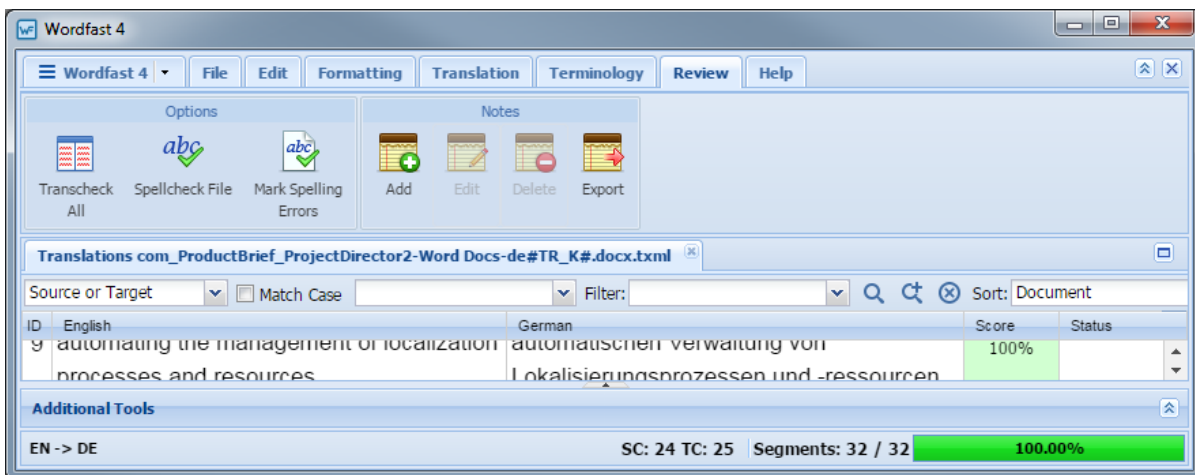 WF Wordfast 4
Wordfast 4 File Edit Formatting Translation Terminology Review Help
Options Notes
abc abc
Transcheck All Spellcheck File Mark Spelling Errors Add Edit Delete Export
Translations com_ProductBrief_ProjectDirector2-Word Docs-de#TR_K#.docx.txml
Source or Target Match Case Filter: Sort: Document
ID English German Score Status
9 automating the management of localization automatischen Verwaltung von 100%
processes and resources Lokalisierungsprozessen und -ressourcen
Additional Tools
EN -> DE SC: 24 TC: 25 Segments: 32 / 32 100.00%